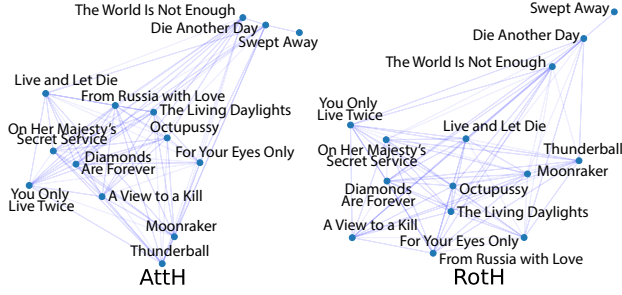 The World Is Not Enough
Die Another Day
Swept Away
Live and Let Die
From Russia with Love
The Living Daylights
On Her Majesty's
Secret Service
Octupussy
Diamonds
Are Forever
For Your Eyes Only
You Only
Live Twice
A View to a Kill
Moonraker
Thunderball
AttH
Swept Away
Die Another Day
The World Is Not Enough
You Only
Live Twice
Live and Let Die
On Her Majesty's
Secret Service
Thunderball
Moonraker
Diamonds
Are Forever
Octupussy
The Living Daylights
A View to a Kill
For Your Eyes Only
From Russia with Love
RotH